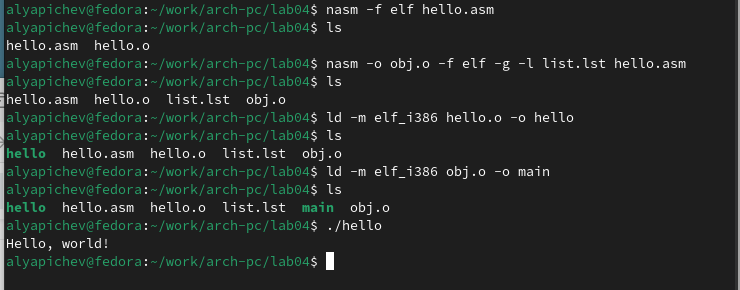 alyapichev@fedora:~/work/arch-pc/lab04$ nasm -f elf hello.asm
alyapichev@fedora:~/work/arch-pc/lab04$ ls
hello.asm  hello.o
alyapichev@fedora:~/work/arch-pc/lab04$ nasm -o obj.o -f elf -g -l list.lst hello.asm
alyapichev@fedora:~/work/arch-pc/lab04$ ls
hello.asm  hello.o  list.lst  obj.o
alyapichev@fedora:~/work/arch-pc/lab04$ ld -m elf_i386 hello.o -o hello
alyapichev@fedora:~/work/arch-pc/lab04$ ls
hello  hello.asm  hello.o  list.lst  obj.o
alyapichev@fedora:~/work/arch-pc/lab04$ ld -m elf_i386 obj.o -o main
alyapichev@fedora:~/work/arch-pc/lab04$ ls
hello  hello.asm  hello.o  list.lst  main  obj.o
alyapichev@fedora:~/work/arch-pc/lab04$ ./hello
Hello, world!
alyapichev@fedora:~/work/arch-pc/lab04$